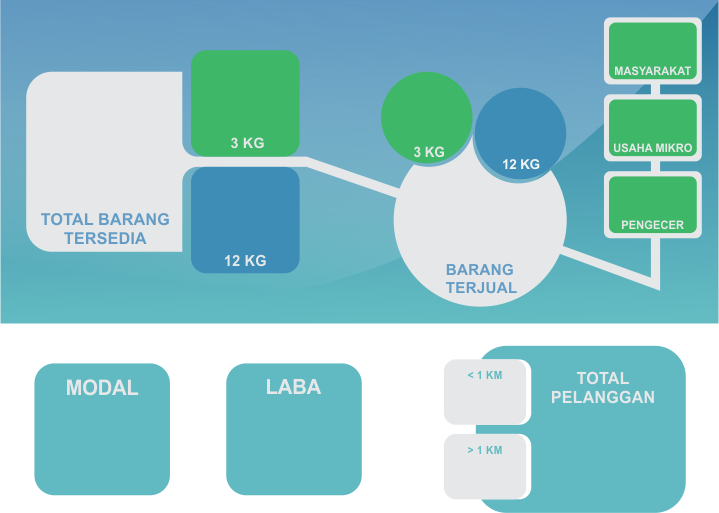 TOTAL BARANG
TERSEDIA
3 KG
12 KG
3 KG
12 KG
BARANG
TERJUAL
MASYARAKAT
USAHA MIKRO
PENGECER
MODAL
LABA
< 1 KM
> 1 KM
TOTAL
PELANGGAN